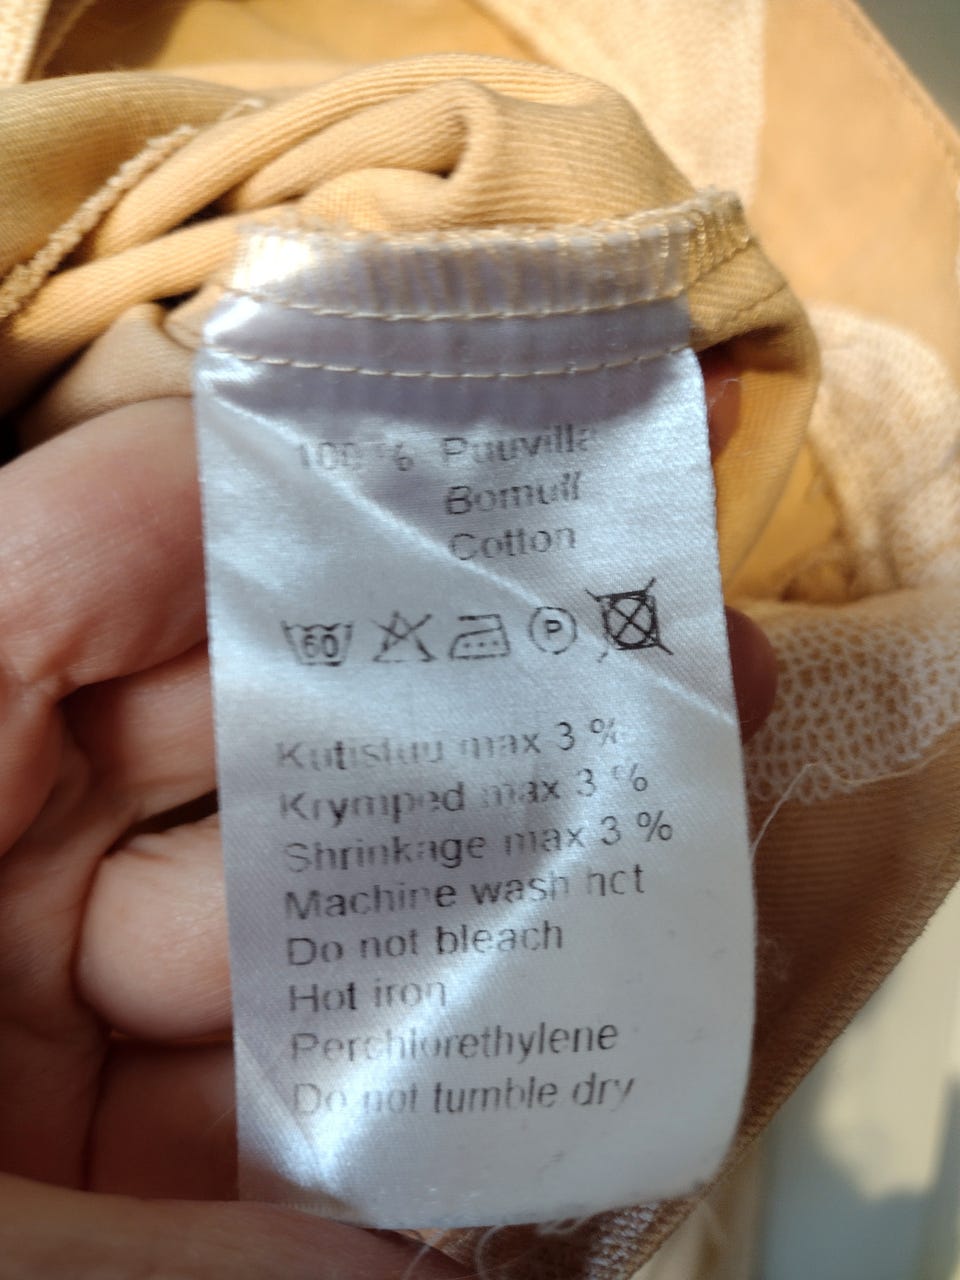 100 % Puuvilla
Bomull
Cotton
60 P
Kutistuu max 3 %
Krymped max 3 %
Shrinkage max 3 %
Machine wash hot
Do not bleach
Hot iron
Perchlorethylene
Do not tumble dry